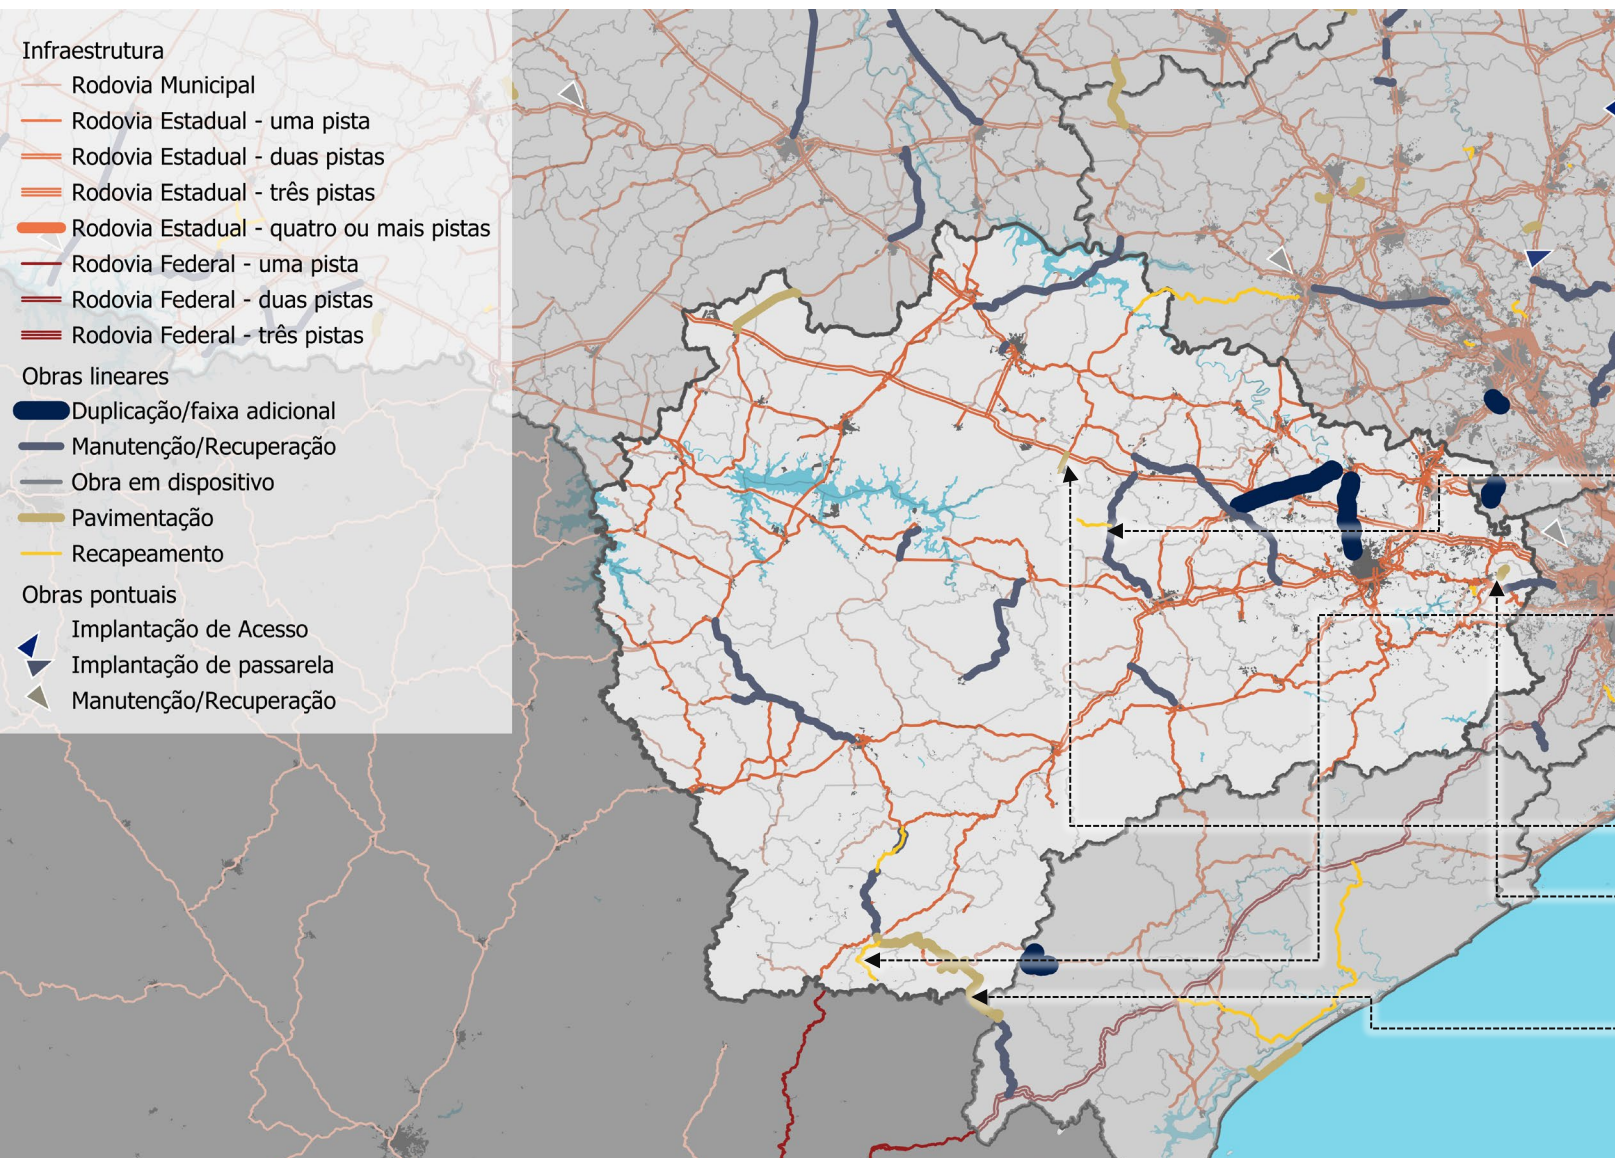 Infraestrutura
Rodovia Municipal
Rodovia Estadual - uma pista
Rodovia Estadual - duas pistas
Rodovia Estadual - três pistas
Rodovia Estadual - quatro ou mais pistas
Rodovia Federal - uma pista
Rodovia Federal - duas pistas
Rodovia Federal - três pistas
Obras lineares
Duplicação/faixa adicional
Manutenção/Recuperação
Obra em dispositivo
Pavimentação
Recapeamento
Obras pontuais
Implantação de Acesso
Implantação de passarela
Manutenção/Recuperação